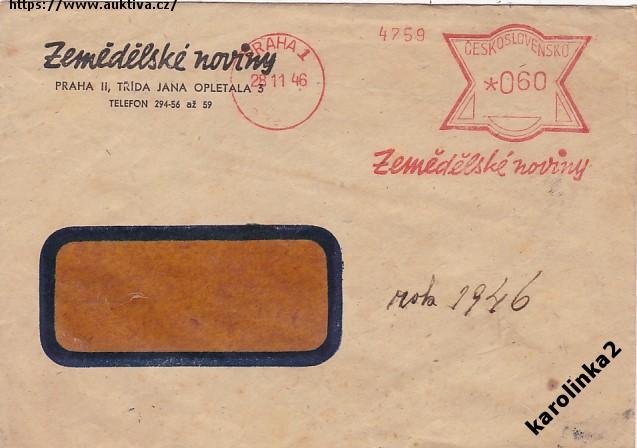 https://www.auktiva.cz/
Zemědělské noviny
PRAHA II, TŘÍDA JANA OPLETALA 3
TELEFON 294-56 až 59
PRAHA 1
28 11 46
4759
ČESKOSLOVENSKO
*060
Zemědělské noviny
rok 1946
karolinka2